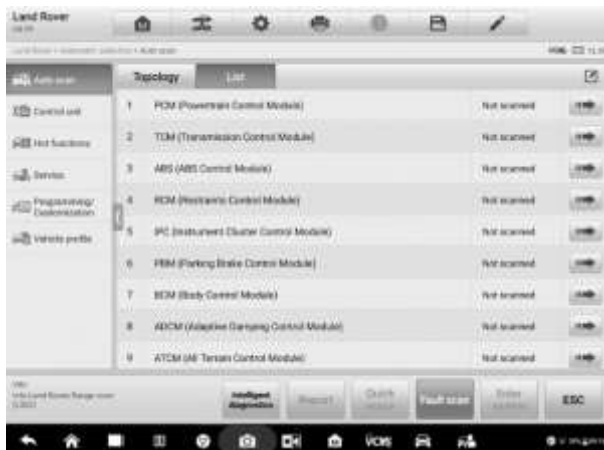 Land Rover
Auto scan
Control unit
Hot functions
Service
Programming/
Customization
Vehicle profile
Topology
List
1 PCM (Powertrain Control Module) Not scanned
2 TCM (Transmission Control Module) Not scanned
3 ABS (ABS Control Module) Not scanned
4 RCM (Restraints Control Module) Not scanned
5 IPC (Instrument Cluster Control Module) Not scanned
6 PBM (Parking Brake Control Module) Not scanned
7 BCM (Body Control Module) Not scanned
8 ADCM (Adaptive Damping Control Module) Not scanned
9 ATCM (All Terrain Control Module) Not scanned
Intelligent
diagnostics
Report
Quick
Fault scan
Enter
ESC
VCMI